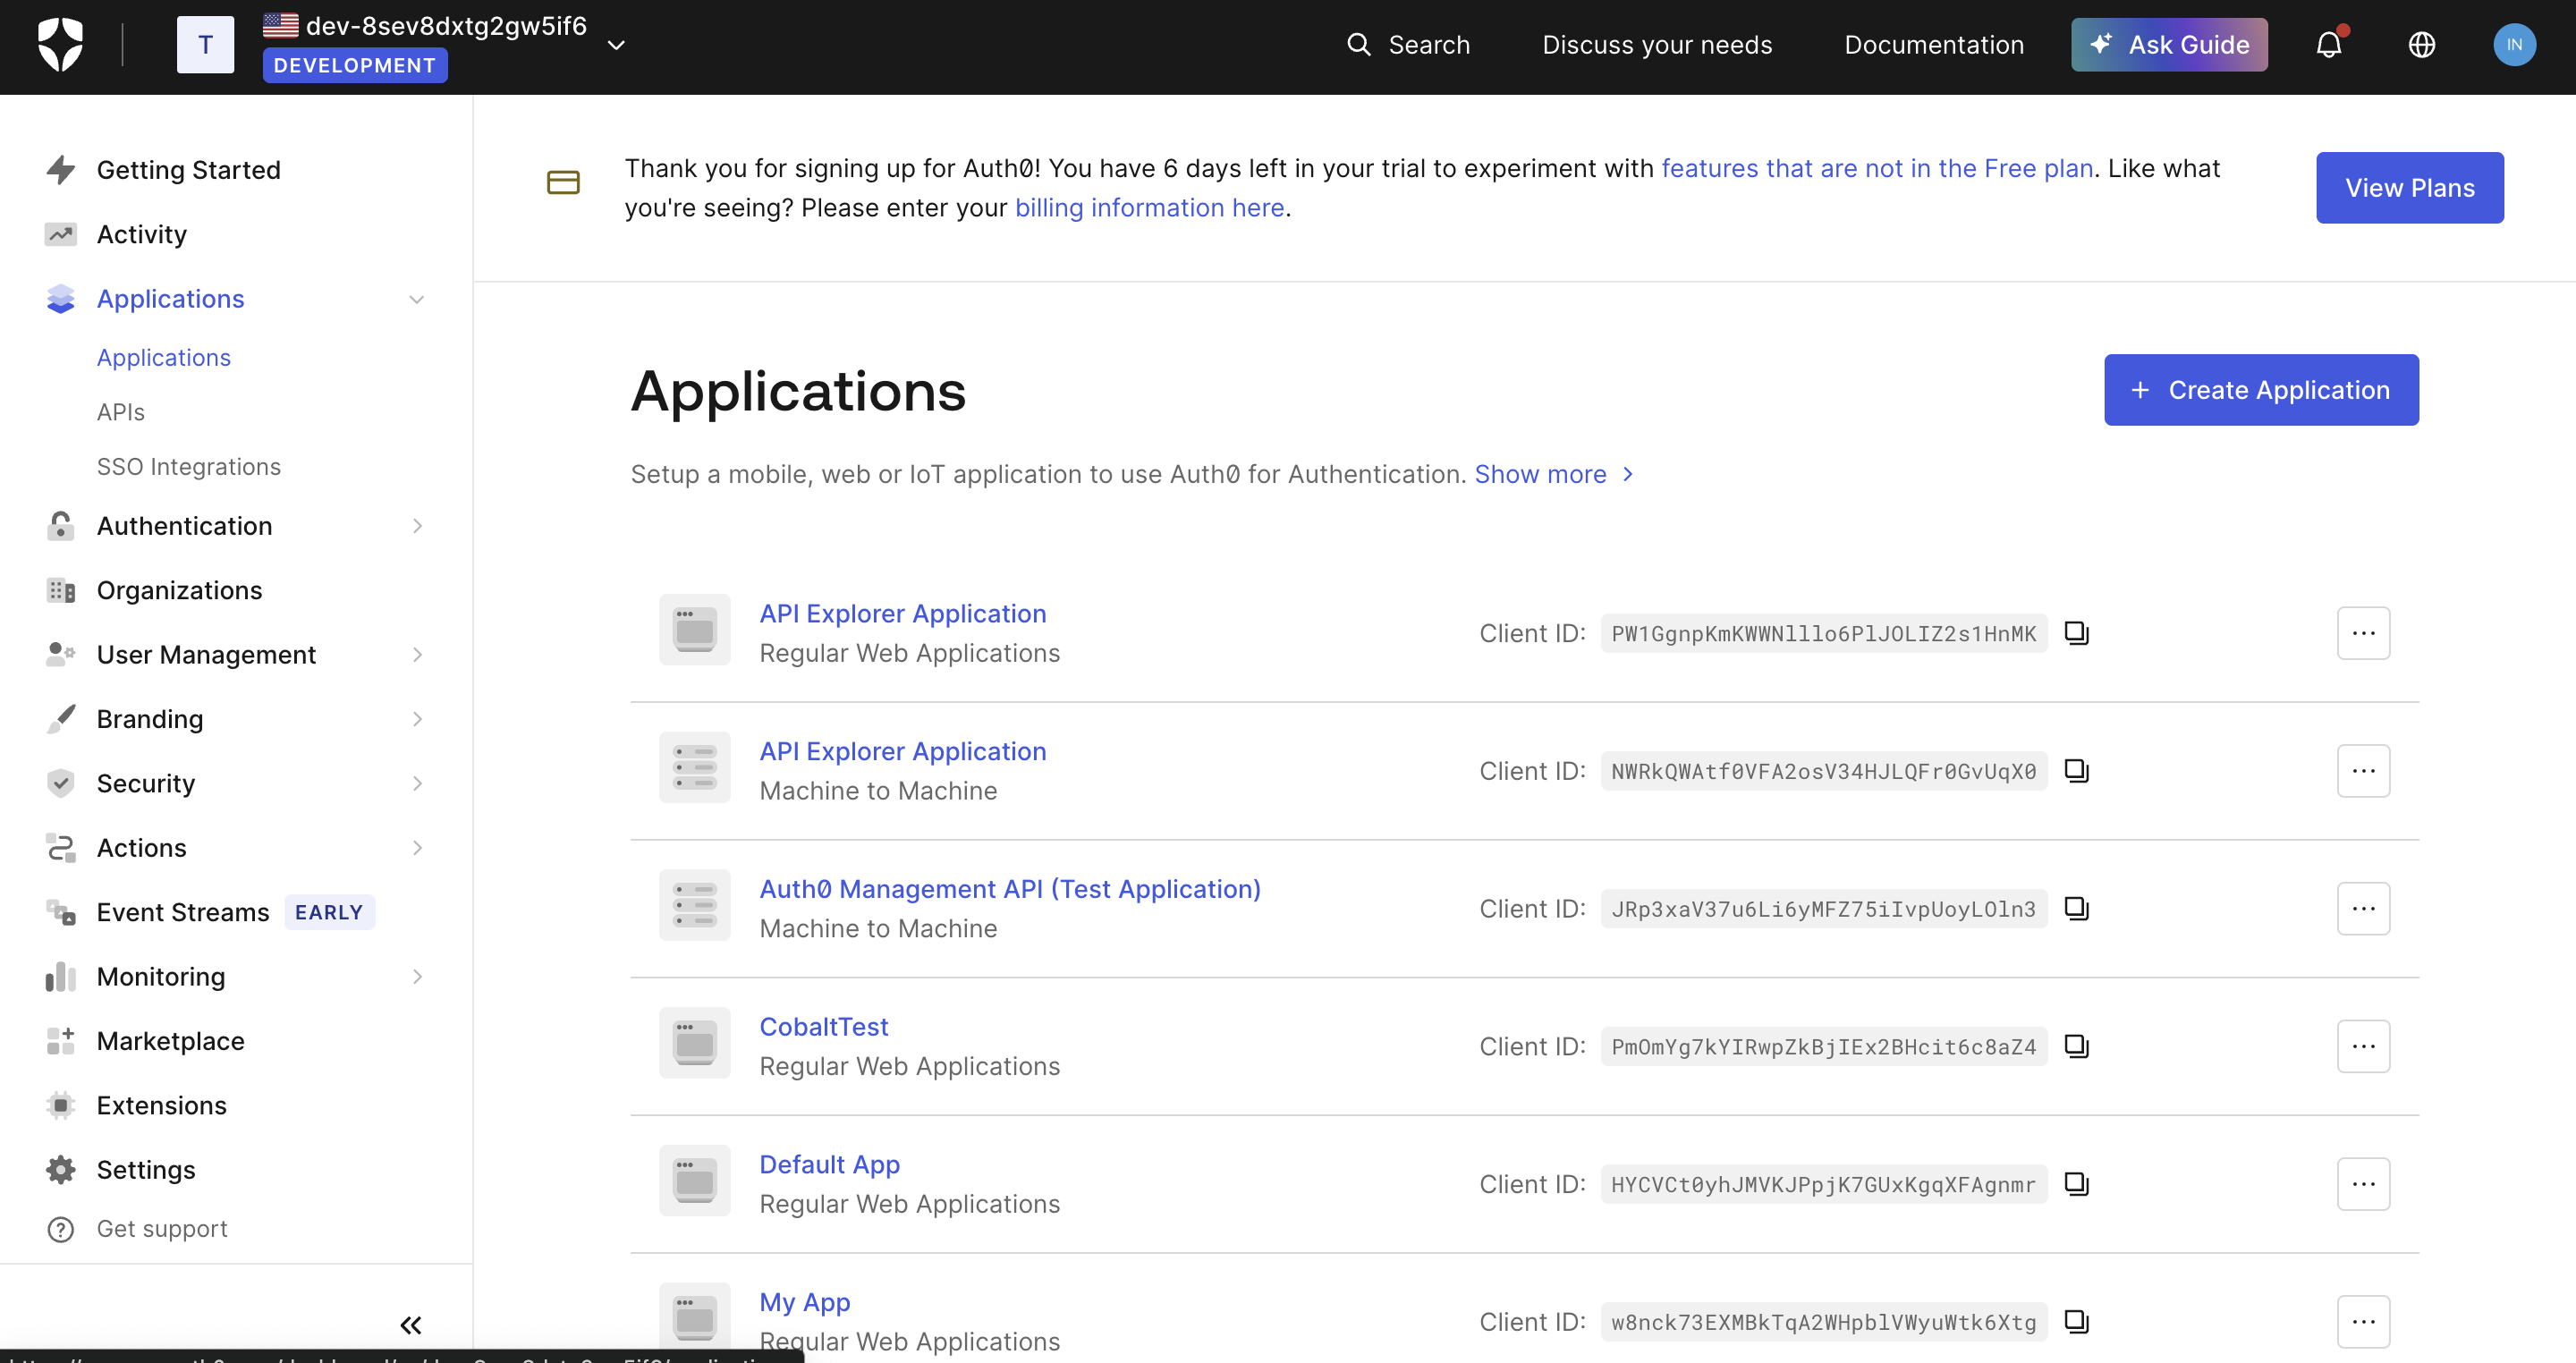 T
dev-8sev8dxtg2gw5if6
DEVELOPMENT
Search
Discuss your needs
Documentation
Ask Guide
IN
Getting Started
Activity
Applications
Applications
APIs
SSO Integrations
Authentication
Organizations
User Management
Branding
Security
Actions
Event Streams EARLY
Monitoring
Marketplace
Extensions
Settings
Get support
Thank you for signing up for Auth0! You have 6 days left in your trial to experiment with features that are not in the Free plan. Like what
you're seeing? Please enter your billing information here.
View Plans
Applications
+ Create Application
Setup a mobile, web or IoT application to use Auth0 for Authentication. Show more
API Explorer Application
Regular Web Applications
Client ID: PW1GgnpKmKWWNlllo6PlJOLIZ2s1HnMK
API Explorer Application
Machine to Machine
Client ID: NWRkQWAtf0VFA2osV34HJLQFr0GvUqX0
Auth0 Management API (Test Application)
Machine to Machine
Client ID: JRp3xaV37u6Li6yMFZ75iIvpUoyLOln3
CobaltTest
Regular Web Applications
Client ID: PmOmYg7kYIRwpZkBjIEx2BHcit6c8aZ4
Default App
Regular Web Applications
Client ID: HYCVCt0yhJMVKJPpjK7GUxKgqXFAgnmr
My App
Regular Web Applications
Client ID: w8nck73EXMBkTqA2WHpblVWyuWtk6Xtg